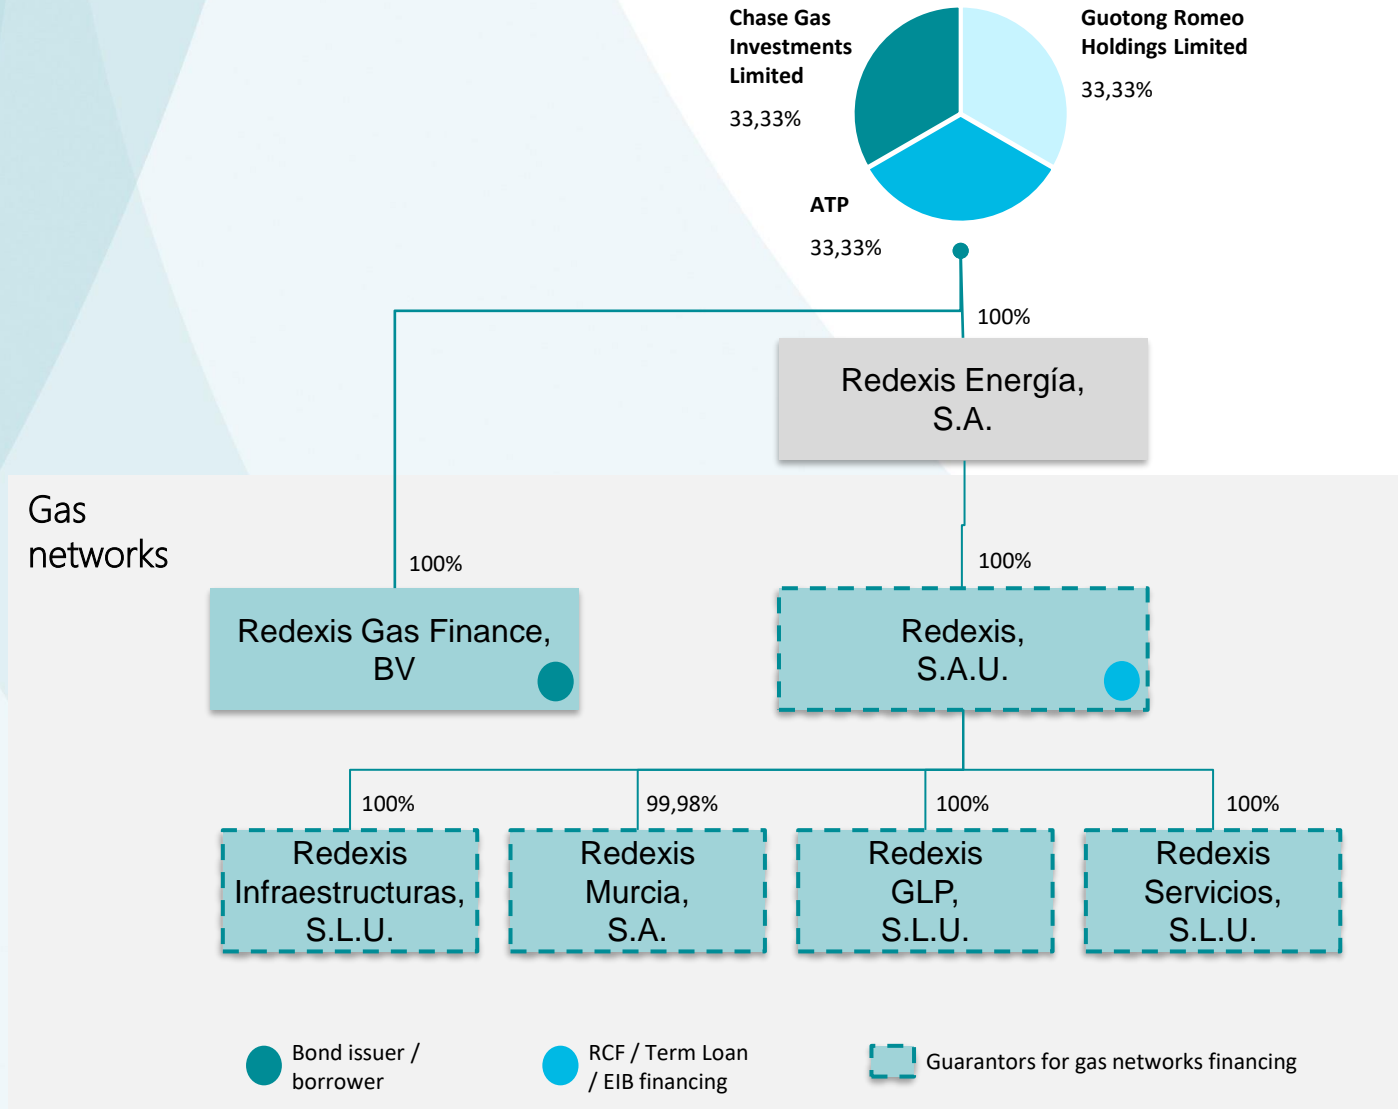 Chase Gas
Investments
Limited
33,33%
Guotong Romeo
Holdings Limited
33,33%
ATP
33,33%
100%
Redexis Energía,
S.A.
Gas
networks
100%
100%
Redexis Gas Finance,
BV
Redexis,
S.A.U.
100%
99,98%
100%
100%
Redexis
Infraestructuras,
S.L.U.
Redexis
Murcia,
S.A.
Redexis
GLP,
S.L.U.
Redexis
Servicios,
S.L.U.
Bond issuer /
borrower
RCF / Term Loan
/ EIB financing
Guarantors for gas networks financing